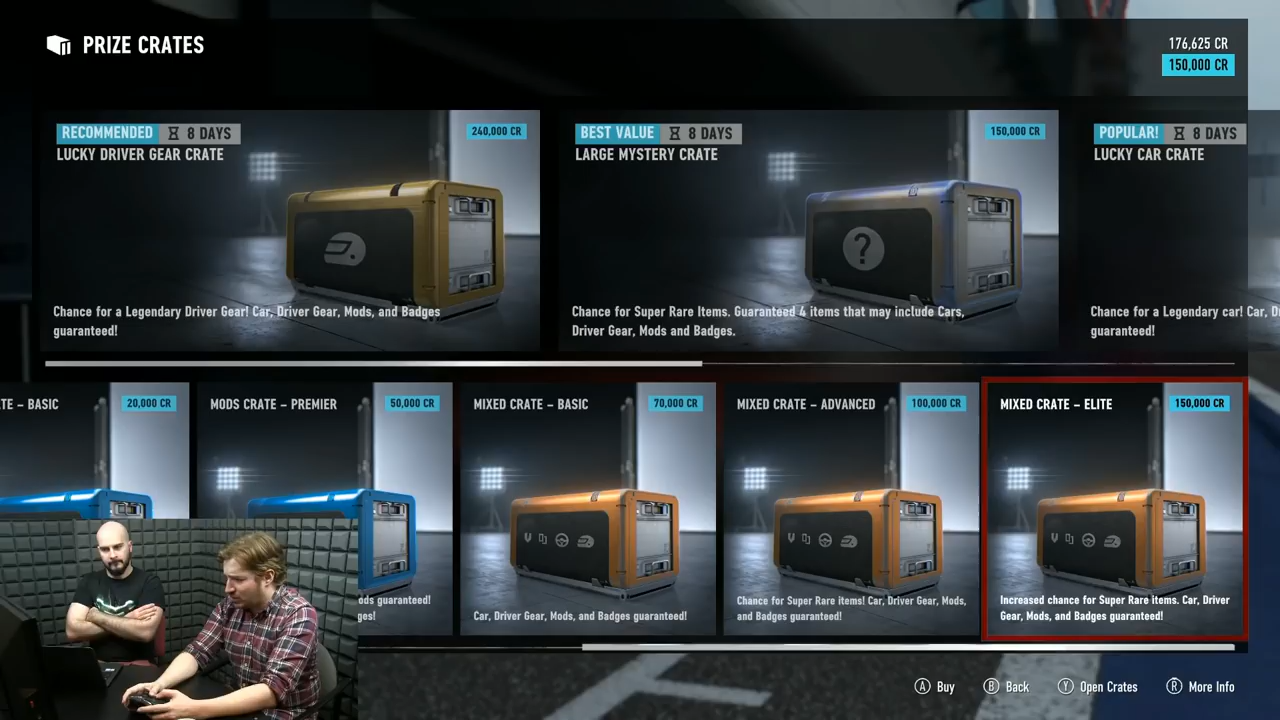 PRIZE CRATES
176,625 CR
150,000 CR
RECOMMENDED 8 DAYS
240,000 CR
LUCKY DRIVER GEAR CRATE
Chance for a Legendary Driver Gear! Car, Driver Gear, Mods, and Badges
guaranteed!
BEST VALUE 8 DAYS
150,000 CR
LARGE MYSTERY CRATE
?
Chance for Super Rare Items. Guaranteed 4 items that may include Cars,
Driver Gear, Mods and Badges.
POPULAR! 8 DAYS
LUCKY CAR CRATE
Chance for a Legendary car! Car, D
guaranteed!
TE – BASIC
20,000 CR
MODS CRATE – PREMIER
50,000 CR
ods guaranteed!
ges!
MIXED CRATE – BASIC
70,000 CR
Car, Driver Gear, Mods, and Badges guaranteed!
MIXED CRATE – ADVANCED
100,000 CR
Chance for Super Rare items! Car, Driver Gear, Mods,
and Badges guaranteed!
MIXED CRATE – ELITE
150,000 CR
Increased chance for Super Rare items. Car, Driver
Gear, Mods, and Badges guaranteed!
A Buy
B Back
Y Open Crates
R More Info